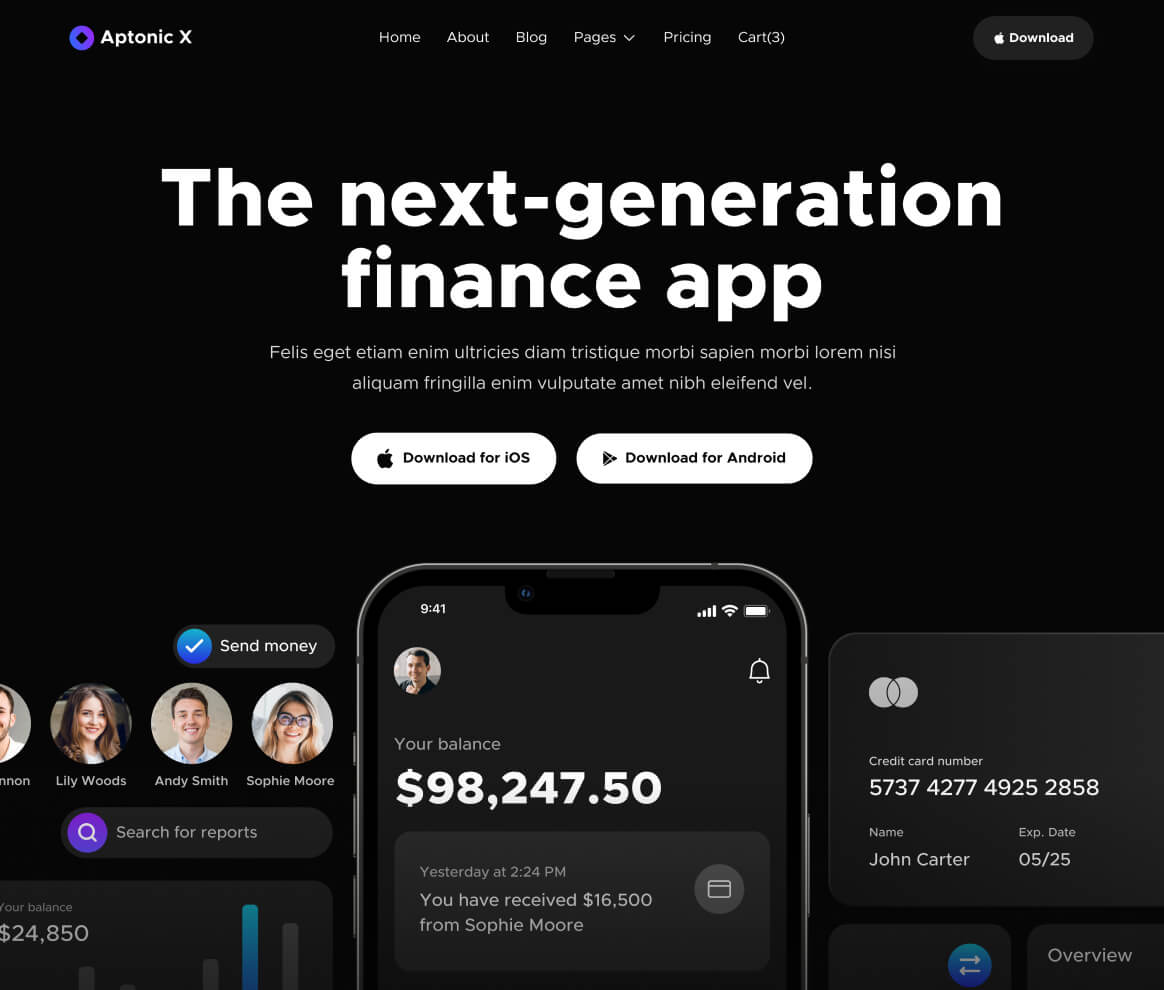 Aptonic X
Home About Blog Pages Pricing Cart(3)
Download
The next-generation
finance app
Felis eget etiam enim ultricies diam tristique morbi sapien morbi lorem nisi
aliquam fringilla enim vulputate amet nibh eleifend vel.
Download for iOS
Download for Android
Send money
Lily Woods
Andy Smith
Sophie Moore
Search for reports
Your balance
$24,850
9:41
Your balance
$98,247.50
Yesterday at 2:24 PM
You have received $16,500
from Sophie Moore
Credit card number
5737 4277 4925 2858
Name Exp. Date
John Carter 05/25
Overview